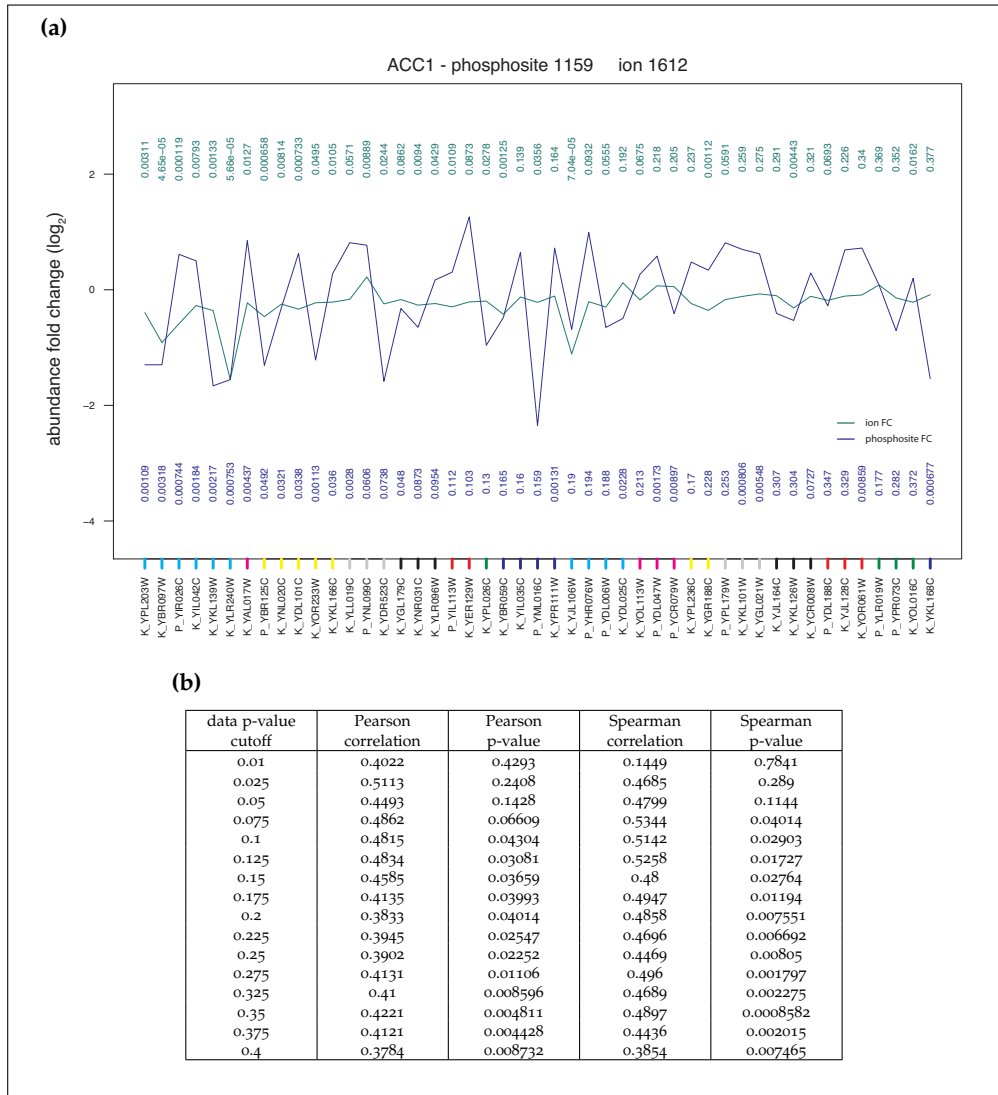 (a)
ACC1 - phosphosite 1159 ion 1612
abundance fold change (log2)
2
0
−2
−4
0.00311
4.65e−05
0.000119
0.00793
0.00133
5.66e−05
0.0127
0.000658
0.00814
0.000733
0.0495
0.0105
0.0571
0.00889
0.0244
0.0862
0.0094
0.0429
0.0109
0.0873
0.0278
0.00125
0.139
0.0356
0.164
7.04e−05
0.0932
0.0555
0.192
0.0675
0.218
0.205
0.237
0.00112
0.0591
0.259
0.275
0.291
0.00443
0.321
0.0693
0.226
0.34
0.369
0.352
0.0162
0.377
ion FC
phosphosite FC
0.00109
0.00318
0.000744
0.00184
0.00217
0.000753
0.00437
0.0492
0.0321
0.0338
0.00113
0.036
0.0028
0.0606
0.0738
0.048
0.0873
0.0954
0.112
0.103
0.13
0.165
0.16
0.159
0.00131
0.19
0.194
0.188
0.0228
0.213
0.00173
0.00897
0.17
0.228
0.253
0.000806
0.00548
0.307
0.304
0.0727
0.347
0.329
0.00859
0.177
0.282
0.372
0.000677
K_YPL203W
K_YBR097W
P_YIR026C
K_YIL042C
K_YKL139W
K_YLR240W
K_YAL017W
P_YBR125C
K_YNL020C
K_YDL101C
K_YOR233W
K_YKL166C
K_YLL019C
P_YNL099C
K_YDR523C
K_YGL179C
K_YNR031C
K_YLR096W
P_YIL113W
K_YER129W
K_YPL026C
K_YBR059C
K_YIL035C
P_YML016C
K_YPR111W
K_YJL106W
P_YHR076W
P_YDL006W
K_YDL025C
K_YOL113W
P_YDL047W
P_YCR079W
K_YPL236C
K_YGR188C
P_YPL179W
K_YKL101W
K_YGL021W
K_YJL164C
K_YKL126W
K_YCR008W
P_YDL188C
K_YJL128C
K_YOR061W
P_YLR019W
P_YPR073C
K_YOL016C
K_YKL168C
(b)
data p-value cutoff Pearson correlation Pearson p-value Spearman correlation Spearman p-value
0.01 0.4022 0.4293 0.1449 0.7841
0.025 0.5113 0.2408 0.4685 0.289
0.05 0.4493 0.1428 0.4799 0.1144
0.075 0.4862 0.06609 0.5344 0.04014
0.1 0.4815 0.04304 0.5142 0.02903
0.125 0.4834 0.03081 0.5258 0.01727
0.15 0.4585 0.03659 0.48 0.02764
0.175 0.4135 0.03993 0.4947 0.01194
0.2 0.3833 0.04014 0.4858 0.007551
0.225 0.3945 0.02547 0.4696 0.006692
0.25 0.3902 0.02252 0.4469 0.00805
0.275 0.4131 0.01106 0.496 0.001797
0.325 0.41 0.008596 0.4689 0.002275
0.35 0.4221 0.004811 0.4897 0.0008582
0.375 0.4121 0.004428 0.4436 0.002015
0.4 0.3784 0.008732 0.3854 0.007465